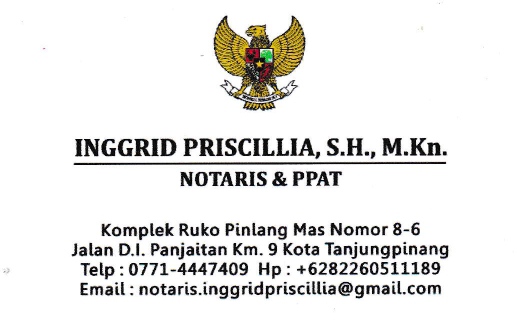 INGGRID PRISCILLIA, S.H., M.Kn.
NOTARIS & PPAT
Komplek Ruko Pinlang Mas Nomor 8-6
Jalan D.I. Panjaitan Km. 9 Kota Tanjungpinang
Telp : 0771-4447409 Hp : +6282260511189
Email : notaris.inggridpriscillia@gmail.com